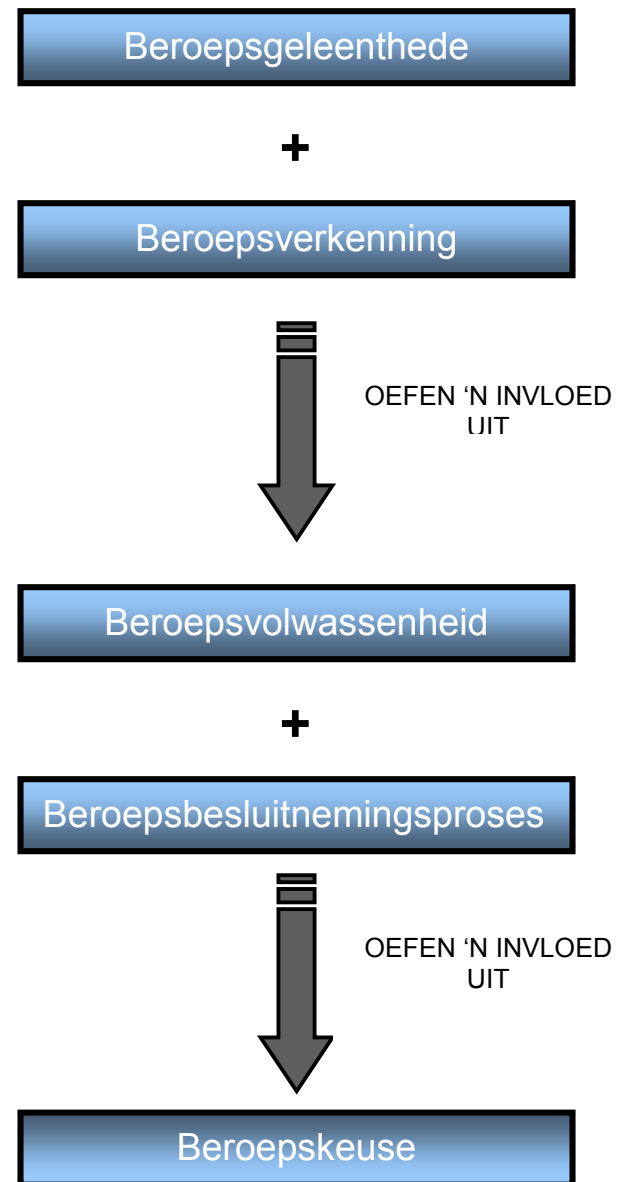 Beroepsgeleenthede
+
Beroepsverkenning
OEFEN ‘N INVLOED
UIT
Beroepsvolwassenheid
+
Beroepsbesluitnemingsproses
OEFEN ‘N INVLOED
UIT
Beroepskeuse